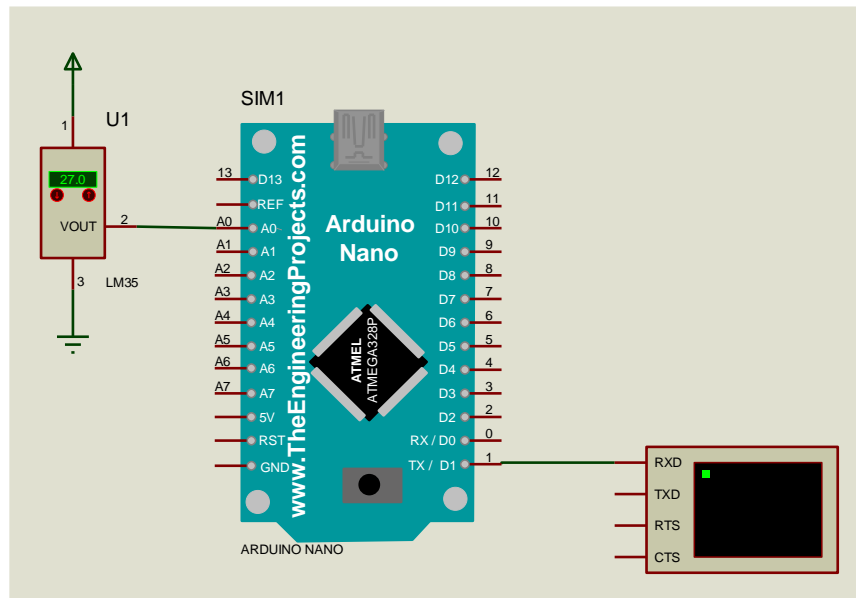 SIM1
U1
1
27.0
VOUT
2
3
LM35
www.TheEngineeringProjects.com
Arduino
Nano
ATMEL
ATMEGA328P
13
D13
REF
A0
A0
A1
A1
A2
A2
A3
A3
A4
A4
A5
A5
A6
A6
A7
A7
5V
RST
GND
D12
12
D11
11
D10
10
D9
9
D8
8
D7
7
D6
6
D5
5
D4
4
D3
3
D2
2
RX / D0
0
TX / D1
1
ARDUINO NANO
RXD
TXD
RTS
CTS